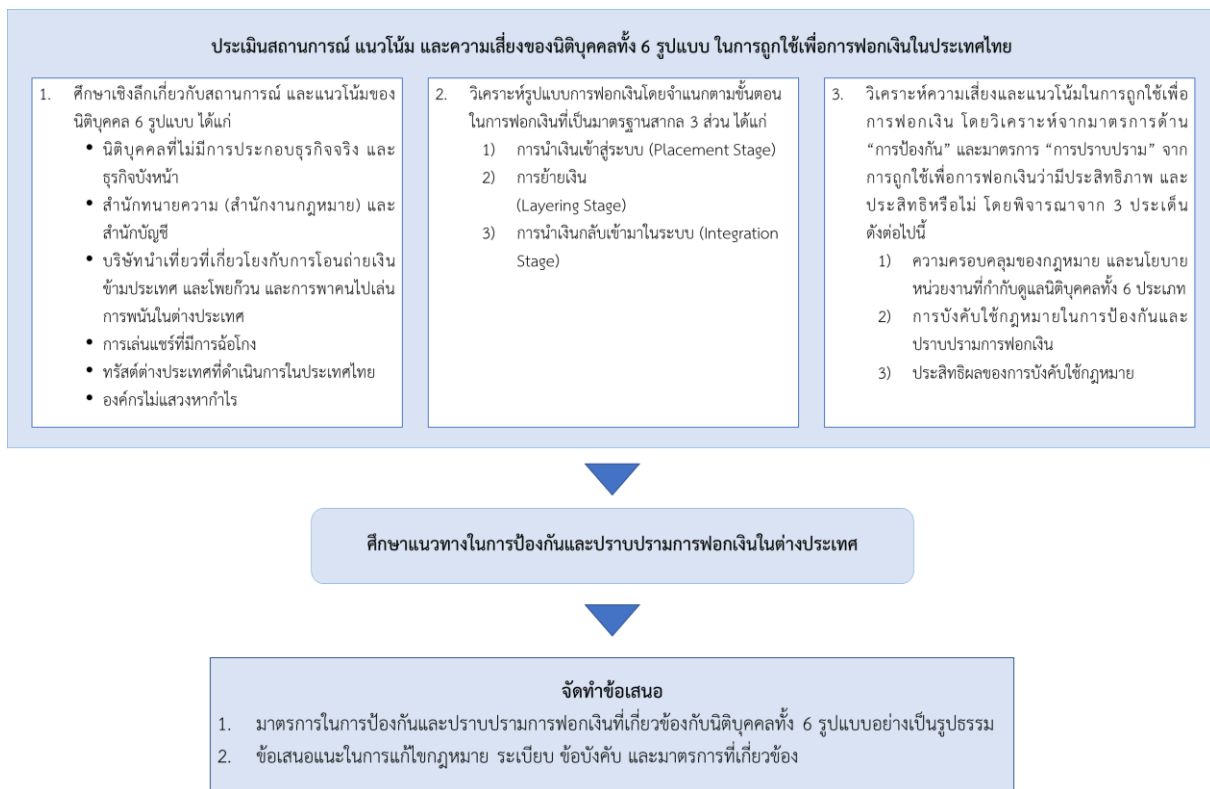 ประเมินสถานการณ์ แนวโน้ม และความเสี่ยงของนิติบุคคลทั้ง 6 รูปแบบ ในการถูกใช้เพื่อการฟอกเงินในประเทศไทย
1. ศึกษาเชิงลึกเกี่ยวกับสถานการณ์ และแนวโน้มของ
นิติบุคคล 6 รูปแบบ ได้แก่
• นิติบุคคลที่ไม่มีการประกอบธุรกิจจริง และ
ธุรกิจบังหน้า
• สำนักทนายความ (สำนักงานกฎหมาย) และ
สำนักบัญชี
• บริษัทนำเที่ยวที่เกี่ยวโยงกับการโอนถ่ายเงิน
ข้ามประเทศ และโพยก๊วน และการพาคนไปเล่น
การพนันในต่างประเทศ
• การเล่นแชร์ที่มีการฉ้อโกง
• ทรัสต์ต่างประเทศที่ดำเนินการในประเทศไทย
• องค์กรไม่แสวงหากำไร
2. วิเคราะห์รูปแบบการฟอกเงินโดยจำแนกตามขั้นตอน
ในการฟอกเงินที่เป็นมาตรฐานสากล 3 ส่วน ได้แก่
1) การนำเงินเข้าสู่ระบบ (Placement Stage)
2) การย้ายเงิน
(Layering Stage)
3) การนำเงินกลับเข้ามาในระบบ (Integration
Stage)
3. วิเคราะห์ความเสี่ยงและแนวโน้มในการถูกใช้เพื่อ
การฟอกเงิน โดยวิเคราะห์จากมาตรการด้าน
“การป้องกัน” และมาตรการ “การปราบปราม” จาก
การถูกใช้เพื่อการฟอกเงินว่ามีประสิทธิภาพ และ
ประสิทธิหรือไม่ โดยพิจารณาจาก 3 ประเด็น
ดังต่อไปนี้
1) ความครอบคลุมของกฎหมาย และนโยบาย
หน่วยงานที่กำกับดูแลนิติบุคคลทั้ง 6 ประเภท
2) การบังคับใช้กฎหมายในการป้องกันและ
ปราบปรามการฟอกเงิน
3) ประสิทธิผลของการบังคับใช้กฎหมาย
ศึกษาแนวทางในการป้องกันและปราบปรามการฟอกเงินในต่างประเทศ
จัดทำข้อเสนอ
1. มาตรการในการป้องกันและปราบปรามการฟอกเงินที่เกี่ยวข้องกับนิติบุคคลทั้ง 6 รูปแบบอย่างเป็นรูปธรรม
2. ข้อเสนอแนะในการแก้ไขกฎหมาย ระเบียบ ข้อบังคับ และมาตรการที่เกี่ยวข้อง